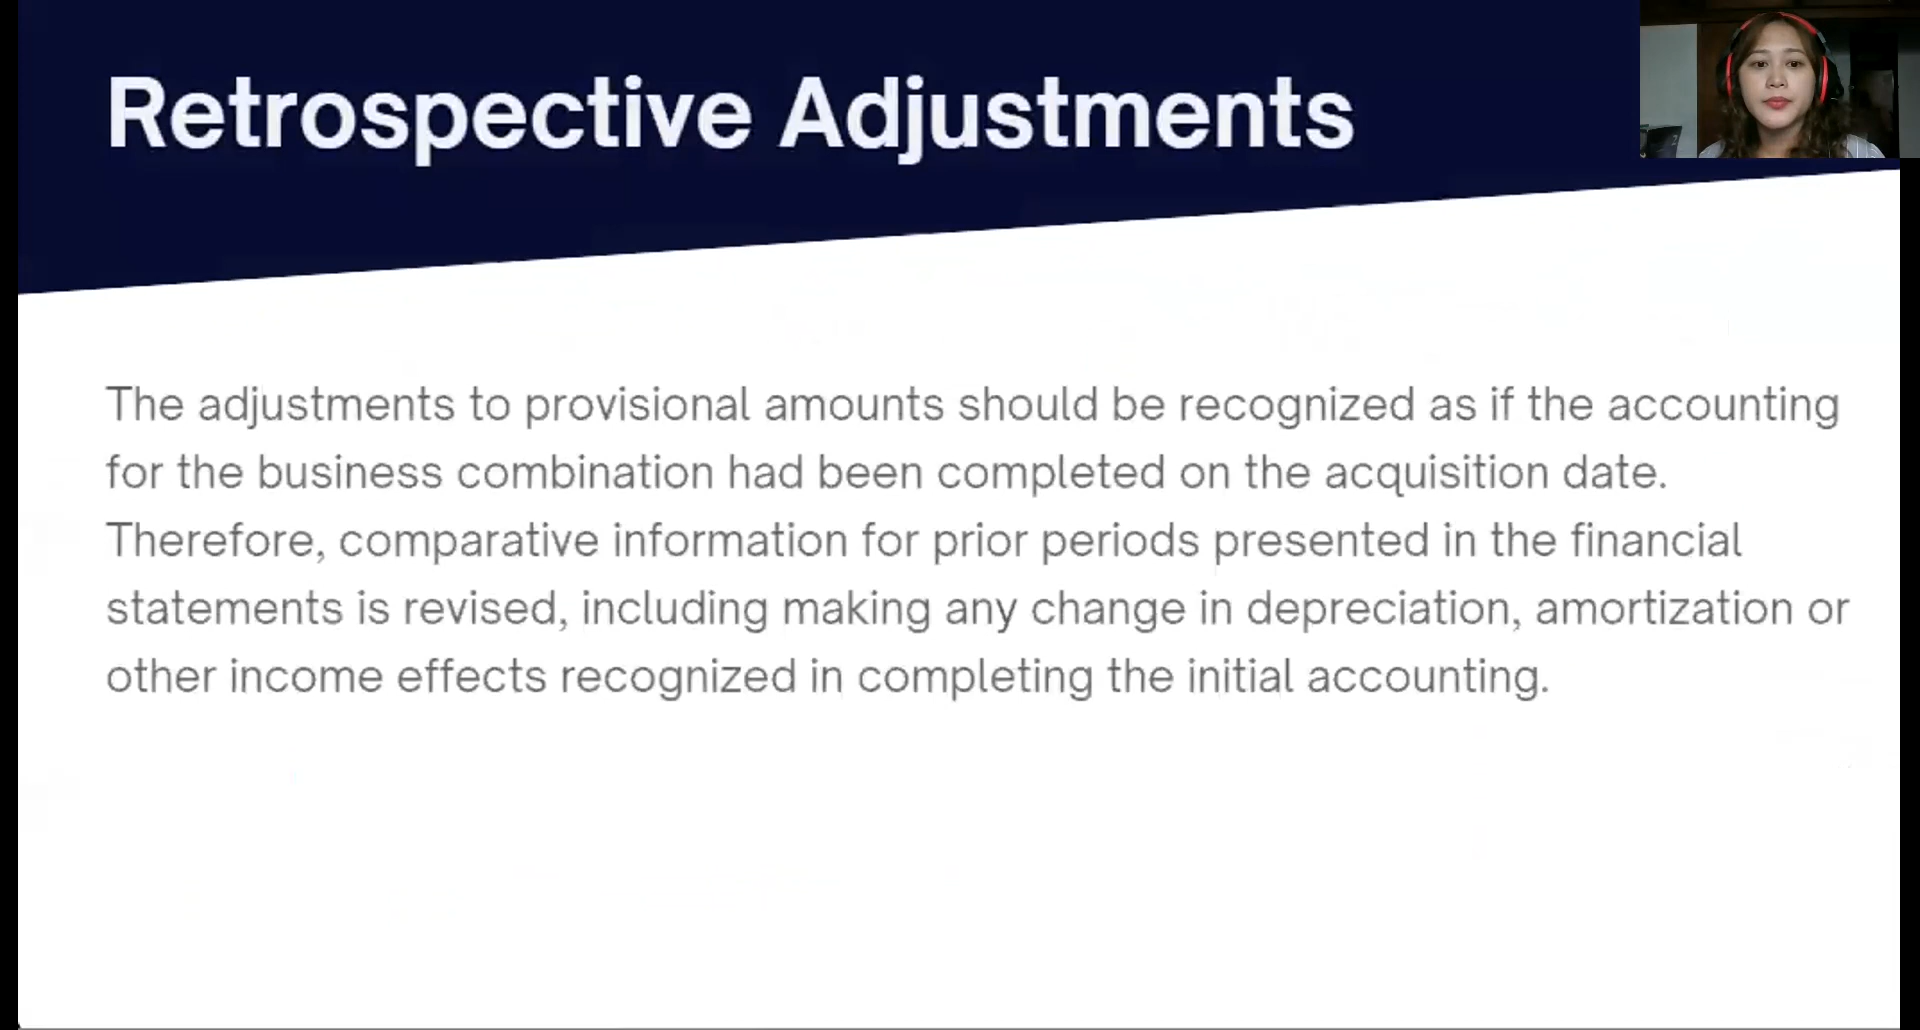 Retrospective Adjustments
The adjustments to provisional amounts should be recognized as if the accounting
for the business combination had been completed on the acquisition date.
Therefore, comparative information for prior periods presented in the financial
statements is revised, including making any change in depreciation, amortization or
other income effects recognized in completing the initial accounting.